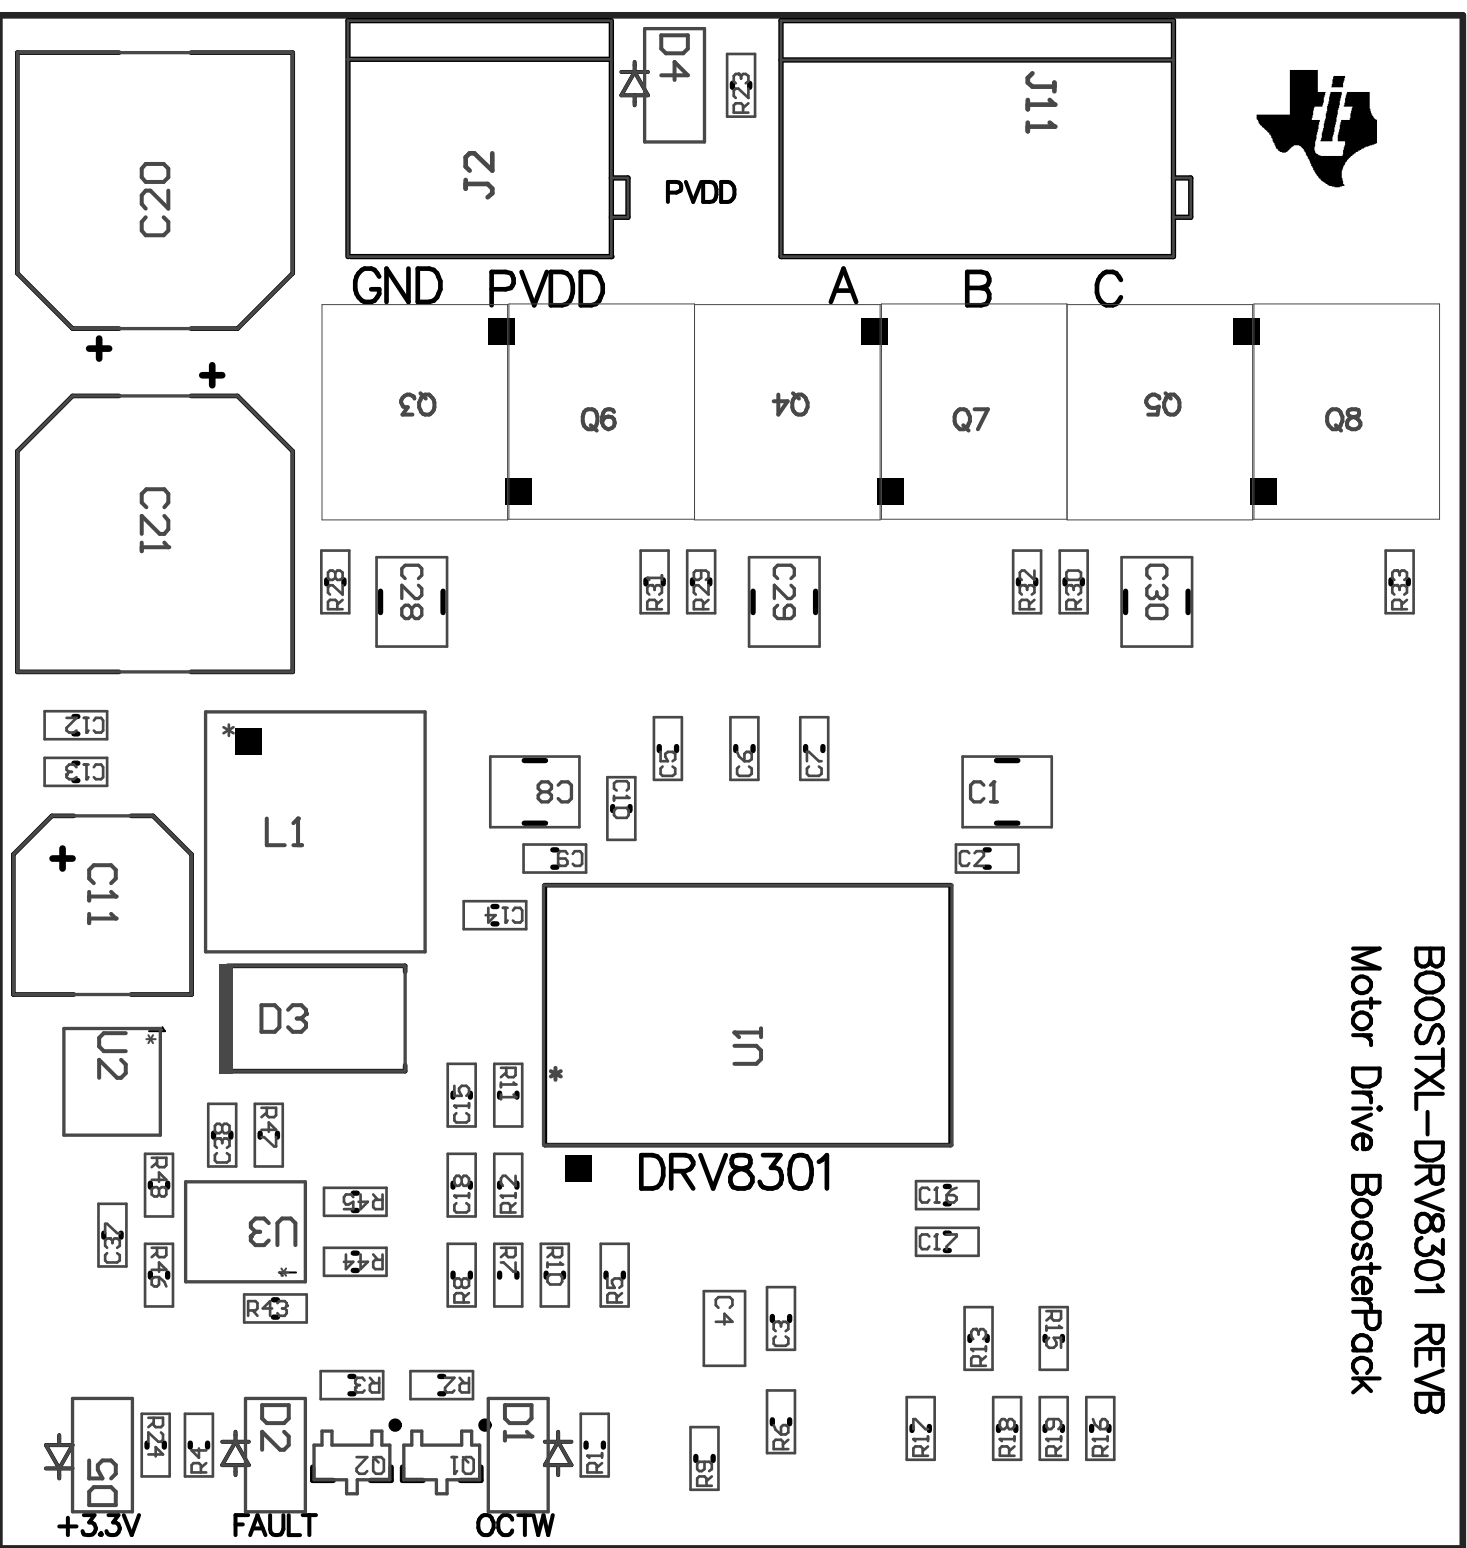 D4
R23
J11
J2
C20
PVDD
GND PVDD
A B C
+
+
Q3 Q6 Q4 Q7 Q5 Q8
C21
R28 C28 R31 R29 C29 R32 R30 C30 R33
C12
C13
*
L1
C5 C6 C7
C8 C10 C1
C9 C2
+
C11
C14
D3
U2
*
U1
*
BOOSTXL-DRV8301 REVB
Motor Drive BoosterPack
C15 R11
C38 R47
DRV8301
R48 C18 R12
R45
C16
C37 U3
C17
R46 R44
*
R8 R7 R10 R5
R43
C4 C3
R13 R15
R3 R2
D5 R24 R4 D2 Q2 Q1 D1 R1
R9 R6
R17 R18 R19 R16
+3.3V FAULT OCTW